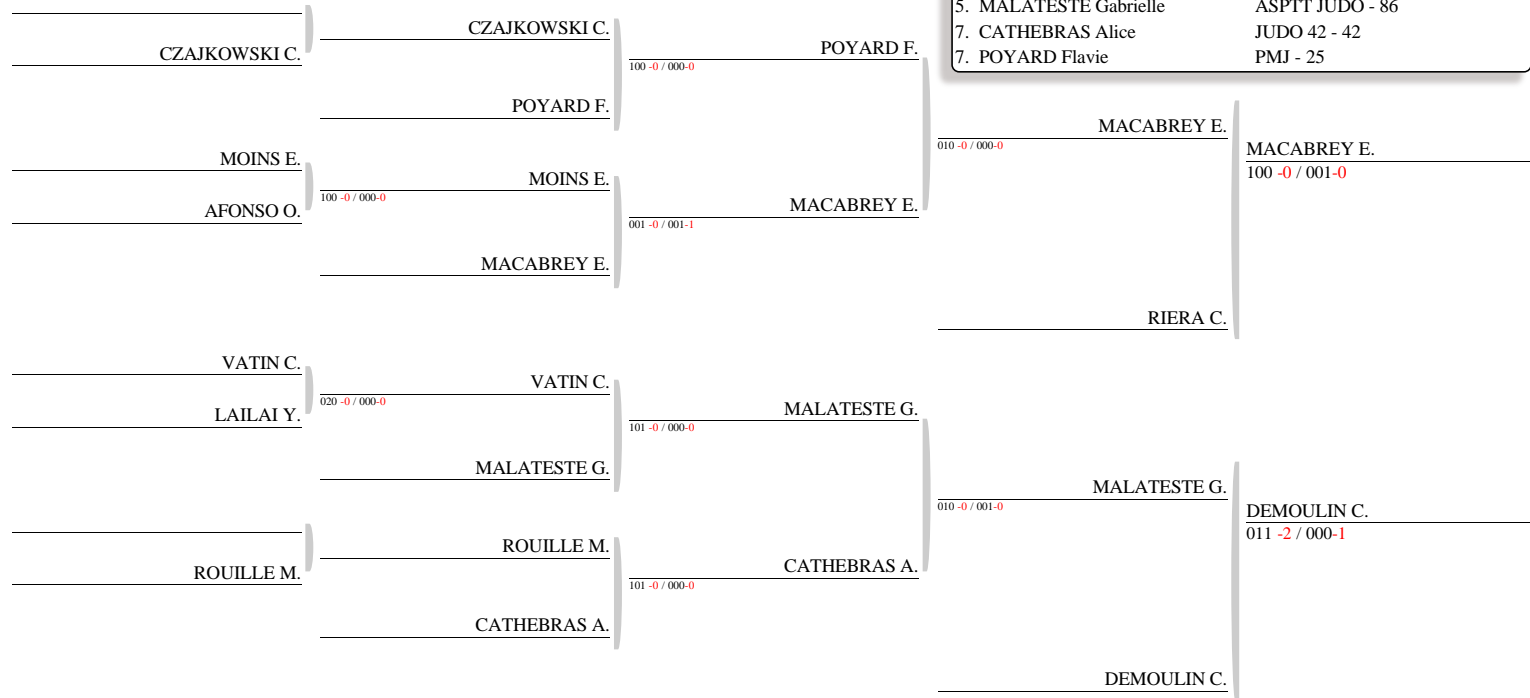 5. MALATESTE Gabrielle ASPTT JUDO - 86
7. CATHEBRAS Alice JUDO 42 - 42
7. POYARD Flavie PMJ - 25
CZAJKOWSKI C.
MOINS E.
AFONSO O.
VATIN C.
LAILAI Y.
ROUILLE M.
CZAJKOWSKI C.
POYARD F.
MOINS E.
100 -0 / 000-0
MACABREY E.
VATIN C.
020 -0 / 000-0
MALATESTE G.
ROUILLE M.
CATHEBRAS A.
POYARD F.
100 -0 / 000-0
MACABREY E.
001 -0 / 001-1
MALATESTE G.
101 -0 / 000-0
CATHEBRAS A.
101 -0 / 000-0
MACABREY E.
010 -0 / 000-0
RIERA C.
MALATESTE G.
010 -0 / 001-0
DEMOULIN C.
MACABREY E.
100 -0 / 001-0
DEMOULIN C.
011 -2 / 000-1